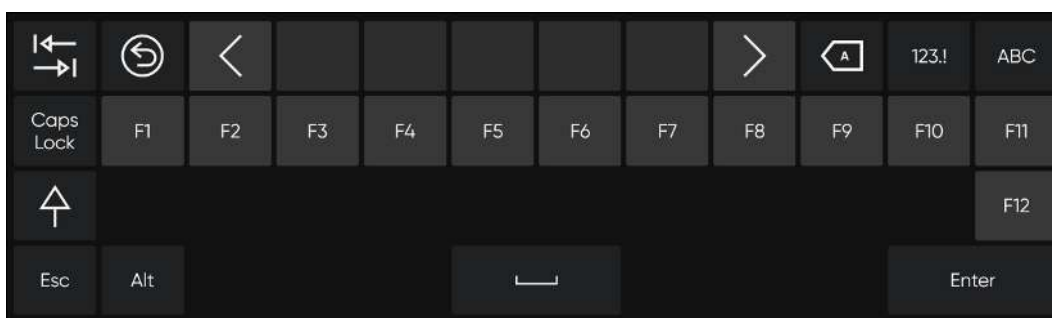 A
123.!
ABC
Caps
Lock
F1
F2
F3
F4
F5
F6
F7
F8
F9
F10
F11
F12
Esc
Alt
Enter